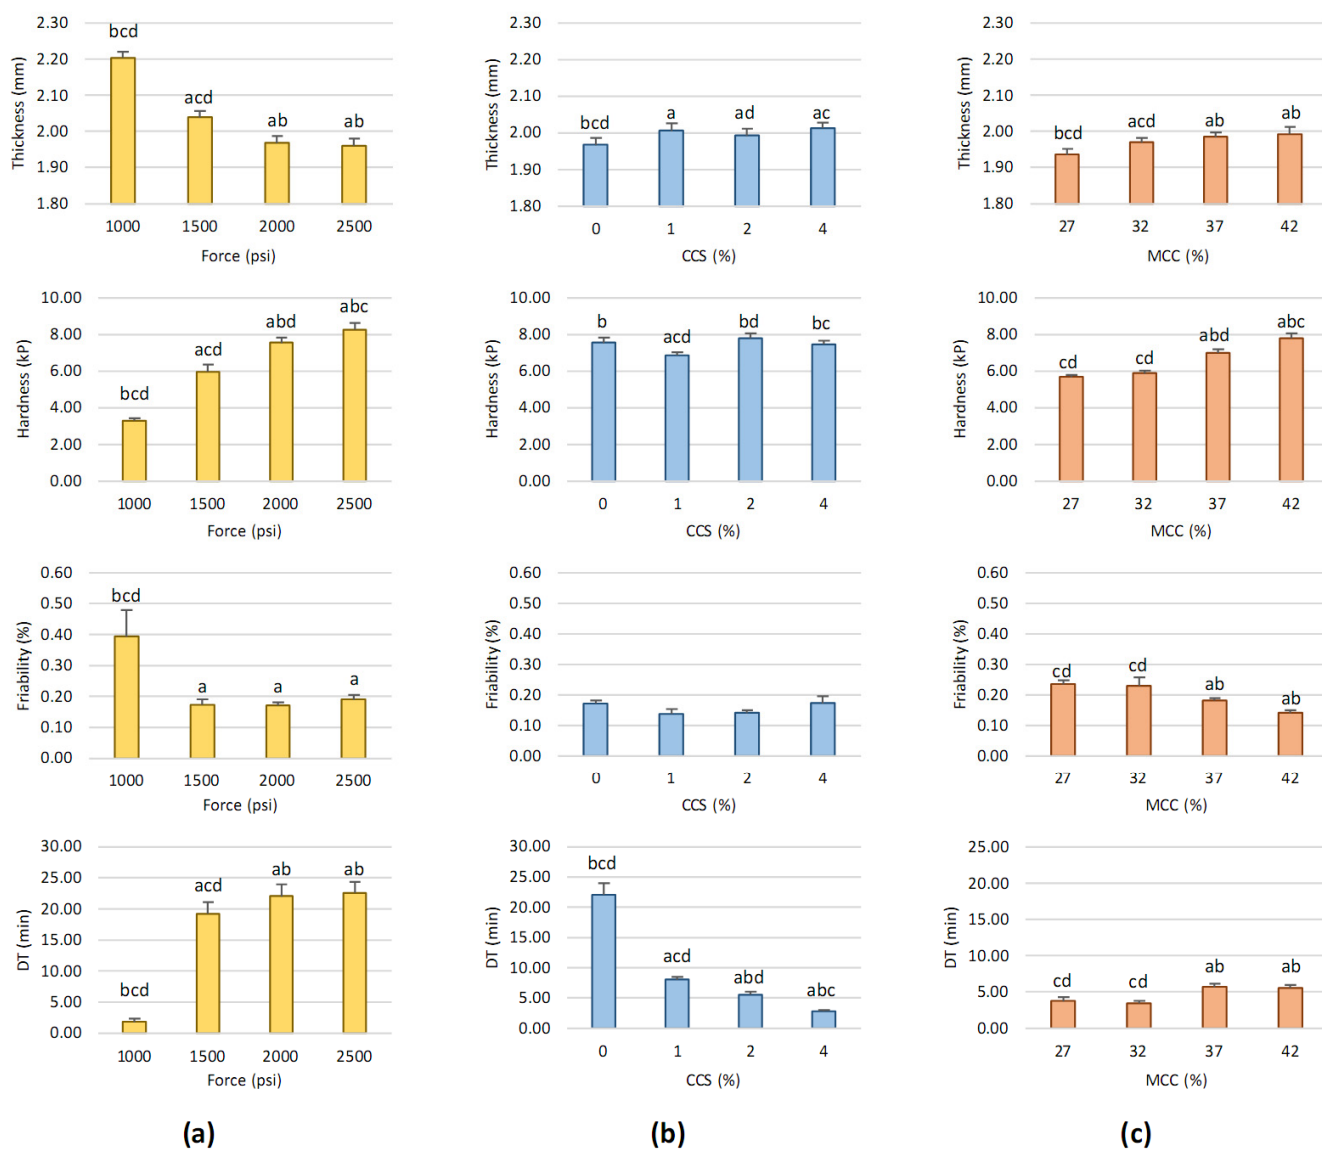 2.30
2.20
2.10
2.00
1.90
1.80
Thickness (mm)
bcd
acd
ab
ab
1000 1500 2000 2500
Force (psi)
2.30
2.20
2.10
2.00
1.90
1.80
Thickness (mm)
bcd
a
ad
ac
0 1 2 4
CCS (%)
2.30
2.20
2.10
2.00
1.90
1.80
Thickness (mm)
bcd
acd
ab
ab
27 32 37 42
MCC (%)
10.00
8.00
6.00
4.00
2.00
0.00
Hardness (kP)
bcd
acd
abd
abc
1000 1500 2000 2500
Force (psi)
10.00
8.00
6.00
4.00
2.00
0.00
Hardness (kP)
b
acd
bd
bc
0 1 2 4
CCS (%)
10.00
8.00
6.00
4.00
2.00
0.00
Hardness (kP)
cd
cd
abd
abc
27 32 37 42
MCC (%)
0.60
0.50
0.40
0.30
0.20
0.10
0.00
Friability (%)
bcd
a
a
a
1000 1500 2000 2500
Force (psi)
0.60
0.50
0.40
0.30
0.20
0.10
0.00
Friability (%)
0 1 2 4
CCS (%)
0.60
0.50
0.40
0.30
0.20
0.10
0.00
Friability (%)
cd
cd
ab
ab
27 32 37 42
MCC (%)
30.00
25.00
20.00
15.00
10.00
5.00
0.00
DT (min)
bcd
acd
ab
ab
1000 1500 2000 2500
Force (psi)
30.00
25.00
20.00
15.00
10.00
5.00
0.00
DT (min)
bcd
acd
abd
abc
0 1 2 4
CCS (%)
25.00
20.00
15.00
10.00
5.00
0.00
DT (min)
cd
cd
ab
ab
27 32 37 42
MCC (%)
(a) (b) (c)